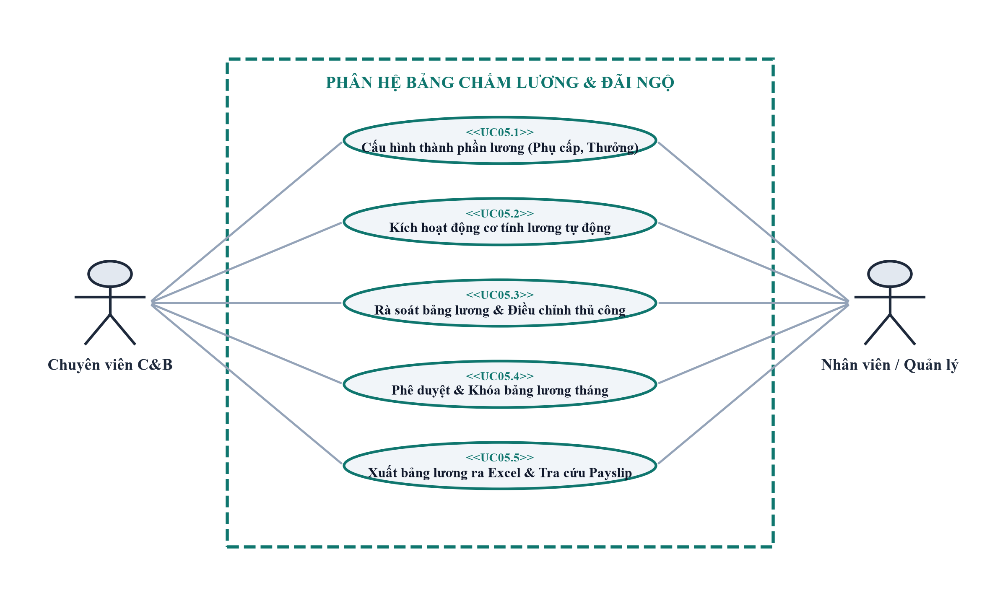 PHÂN HỆ BẢNG CHẤM LƯƠNG & ĐÃI NGỘ
<<UC05.1>>
Cấu hình thành phần lương (Phụ cấp, Thưởng)
<<UC05.2>>
Kích hoạt động cơ tính lương tự động
<<UC05.3>>
Rà soát bảng lương & Điều chỉnh thủ công
Chuyên viên C&B
Nhân viên / Quản lý
<<UC05.4>>
Phê duyệt & Khóa bảng lương tháng
<<UC05.5>>
Xuất bảng lương ra Excel & Tra cứu Payslip